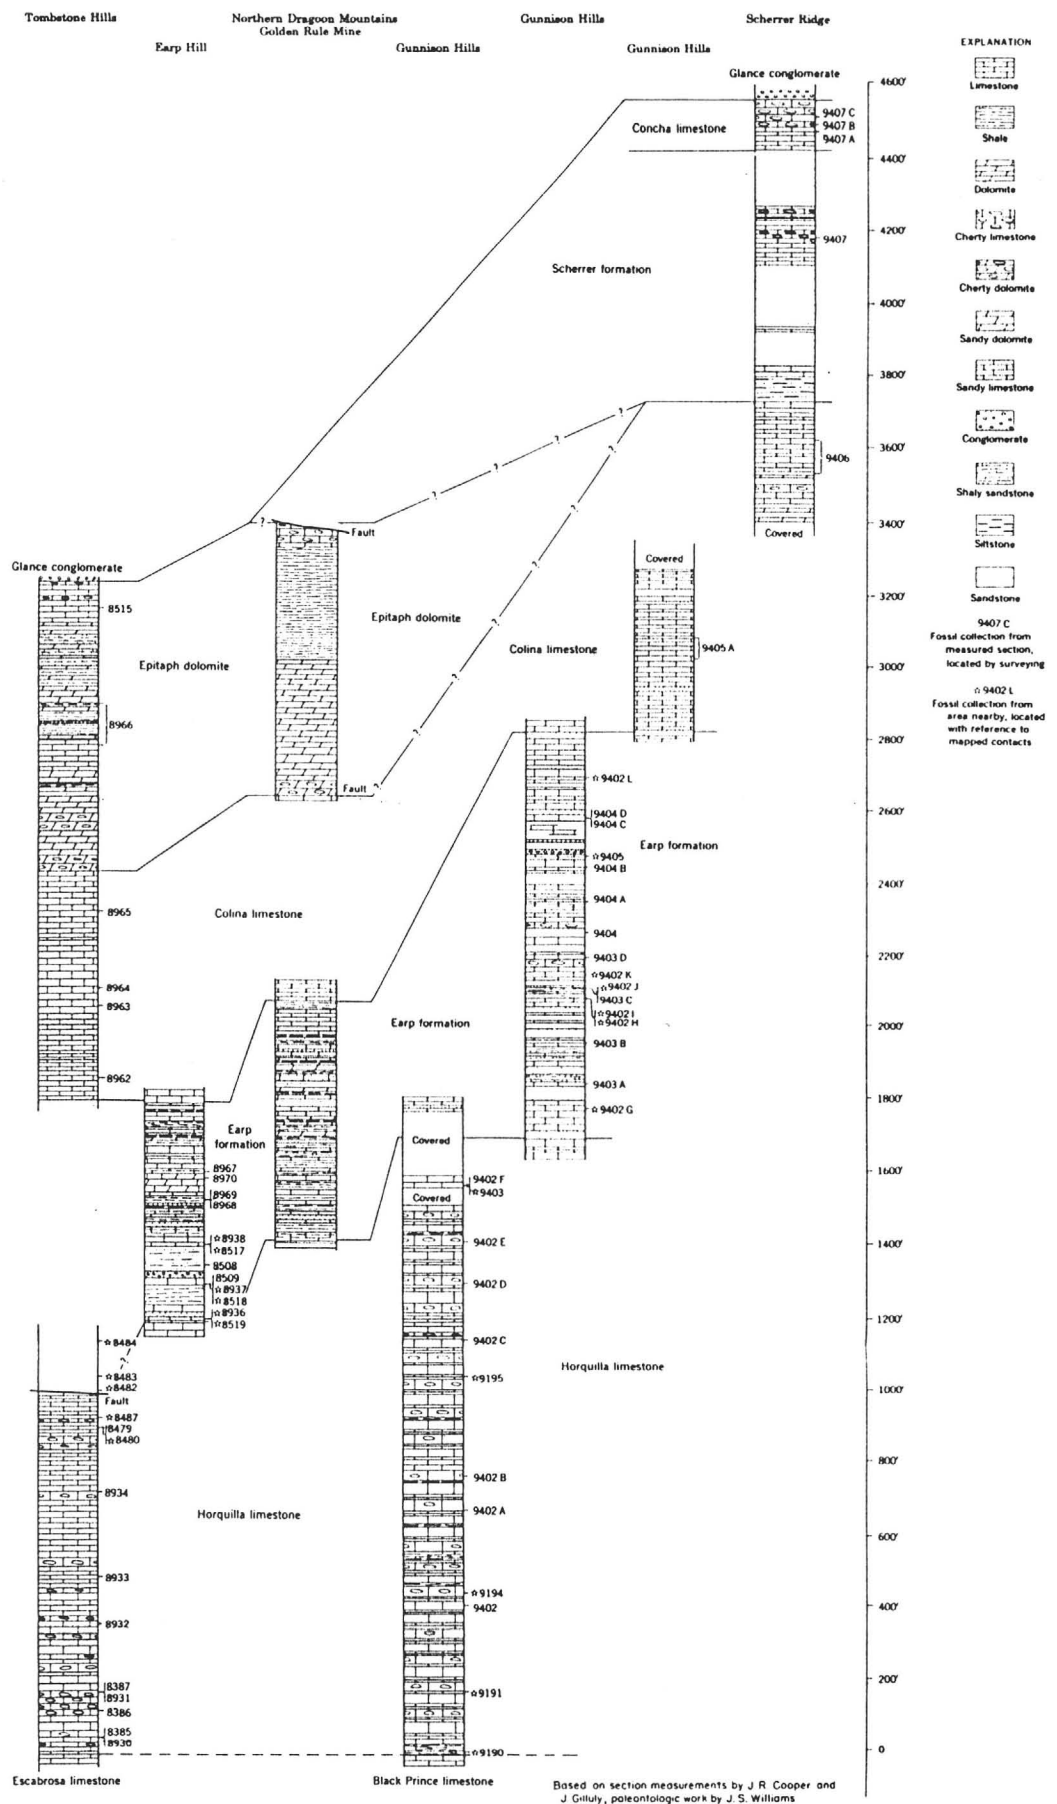 Tombstone Hills
Earp Hill
Northern Dragoon Mountains
Golden Rule Mine
Gunnison Hills
Gunnison Hills
Gunnison Hills
Scherrer Ridge
Glance conglomerate
9407 C
9407 B
9407 A
Concha limestone
9407
Scherrer formation
9406
Covered
4600'
4400'
4200'
4000'
3800'
3600'
3400'
3200'
3000'
2800'
2600'
2400'
2200'
2000'
1800'
1600'
1400'
1200'
1000'
800'
600'
400'
200'
0
EXPLANATION
Limestone
Shale
Dolomite
Cherty limestone
Cherty dolomite
Sandy dolomite
Sandy limestone
Conglomerate
Shaly sandstone
Siltstone
Sandstone
9407 C
Fossil collection from
measured section,
located by surveying
☆ 9402 L
Fossil collection from
area nearby, located
with reference to
mapped contacts
?
?
?
?
?
?
?
?
?
?
?
?
Fault
Epitaph dolomite
Fault
Covered
9405 A
Colina limestone
Glance conglomerate
8515
Epitaph dolomite
8966
8965
8964
8963
8962
Colina limestone
☆9402 L
9404 D
9404 C
☆9405
9404 B
9404 A
9404
9403 D
☆9402 K
☆9402 J
9403 C
☆9402 I
☆9402 H
9403 B
9403 A
☆9402 G
Earp formation
Earp formation
Earp
formation
8967
8970
8969
8968
☆8938
☆8517
8508
8509
☆8937
☆8518
☆8936
☆8519
Covered
9402 F
☆9403
Covered
9402 E
9402 D
9402 C
☆9195
9402 B
9402 A
☆9194
9402
☆9191
☆9190
Horquilla limestone
☆8484
☆8483
☆8482
Fault
☆8487
8479
☆8480
8934
Horquilla limestone
8933
8932
8387
8931
8386
8385
8930
Escabrosa limestone
Black Prince limestone
Based on section measurements by J. R. Cooper and
J. Gilluly, paleontologic work by J. S. Williams